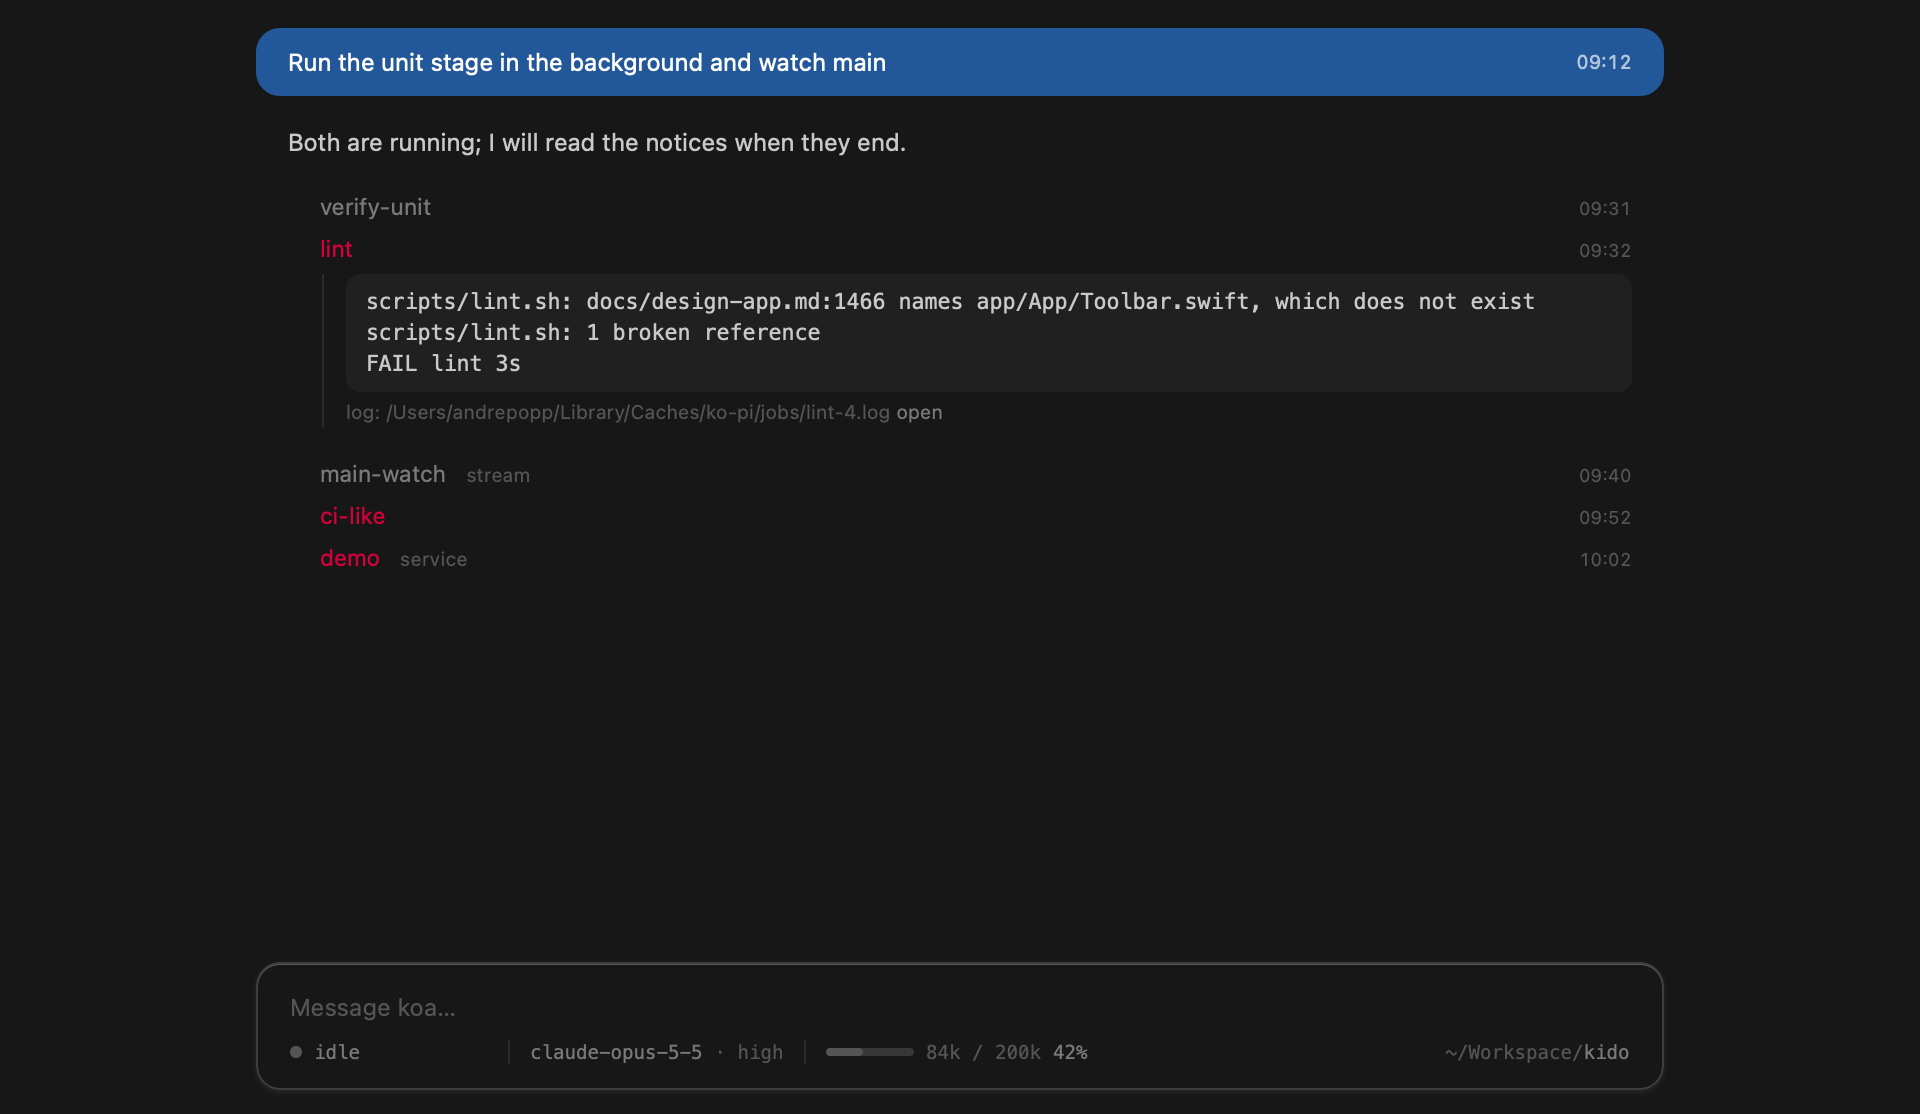 Run the unit stage in the background and watch main 09:12
Both are running; I will read the notices when they end.
verify-unit 09:31
lint 09:32
scripts/lint.sh: docs/design-app.md:1466 names app/App/Toolbar.swift, which does not exist
scripts/lint.sh: 1 broken reference
FAIL lint 3s
log: /Users/andrepopp/Library/Caches/ko-pi/jobs/lint-4.log open
main-watch stream 09:40
ci-like 09:52
demo service 10:02
Message koa...
idle claude-opus-5-5 · high 84k / 200k 42% ~/Workspace/kido